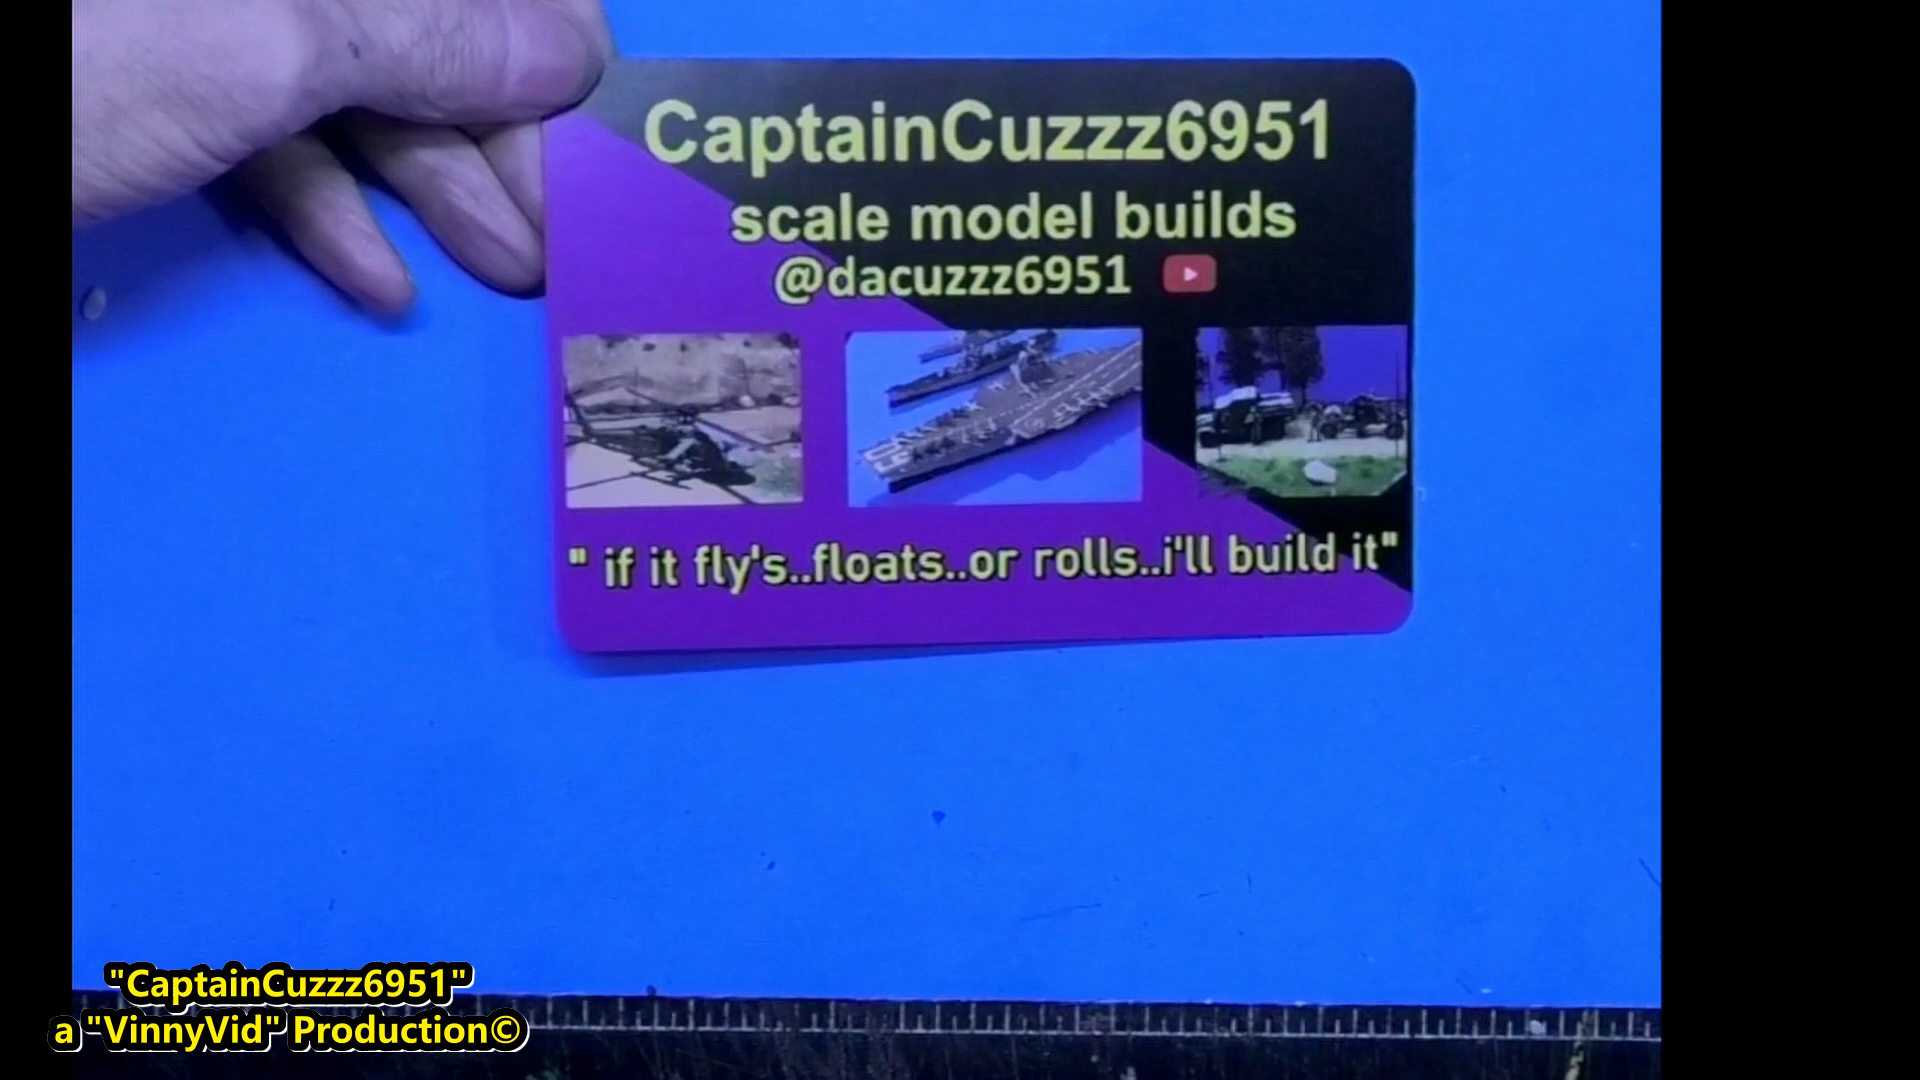 CaptainCuzzz6951
scale model builds
@dacuzzz6951
" if it fly's..floats..or rolls..i'll build it"
"CaptainCuzzz6951"
a "VinnyVid" Production©